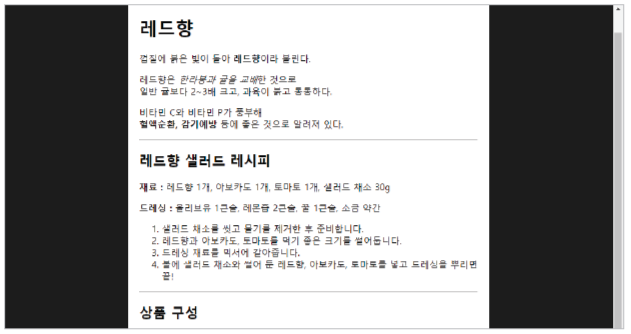 레드향
껍질에 붉은 빛이 돌아 레드향이라 불린다.
레드향은 한라봉과 귤을 교배한 것으로
일반 귤보다 2~3배 크고, 과육이 붉고 통통하다.
비타민 C와 비타민 P가 풍부해
혈액순환, 감기예방 등에 좋은 것으로 알려져 있다.
레드향 샐러드 레시피
재료 : 레드향 1개, 아보카도 1개, 토마토 1개, 샐러드 채소 30g
드레싱 : 올리브유 1큰술, 레몬즙 2큰술, 꿀 1큰술, 소금 약간
1. 샐러드 채소를 씻고 물기를 제거한 후 준비합니다.
2. 레드향과 아보카도, 토마토를 먹기 좋은 크기를 썰어둡니다.
3. 드레싱 재료를 믹서에 갈아줍니다.
4. 볼에 샐러드 채소와 썰어 둔 레드향, 아보카도, 토마토를 넣고 드레싱을 뿌리면
끝!
상품 구성